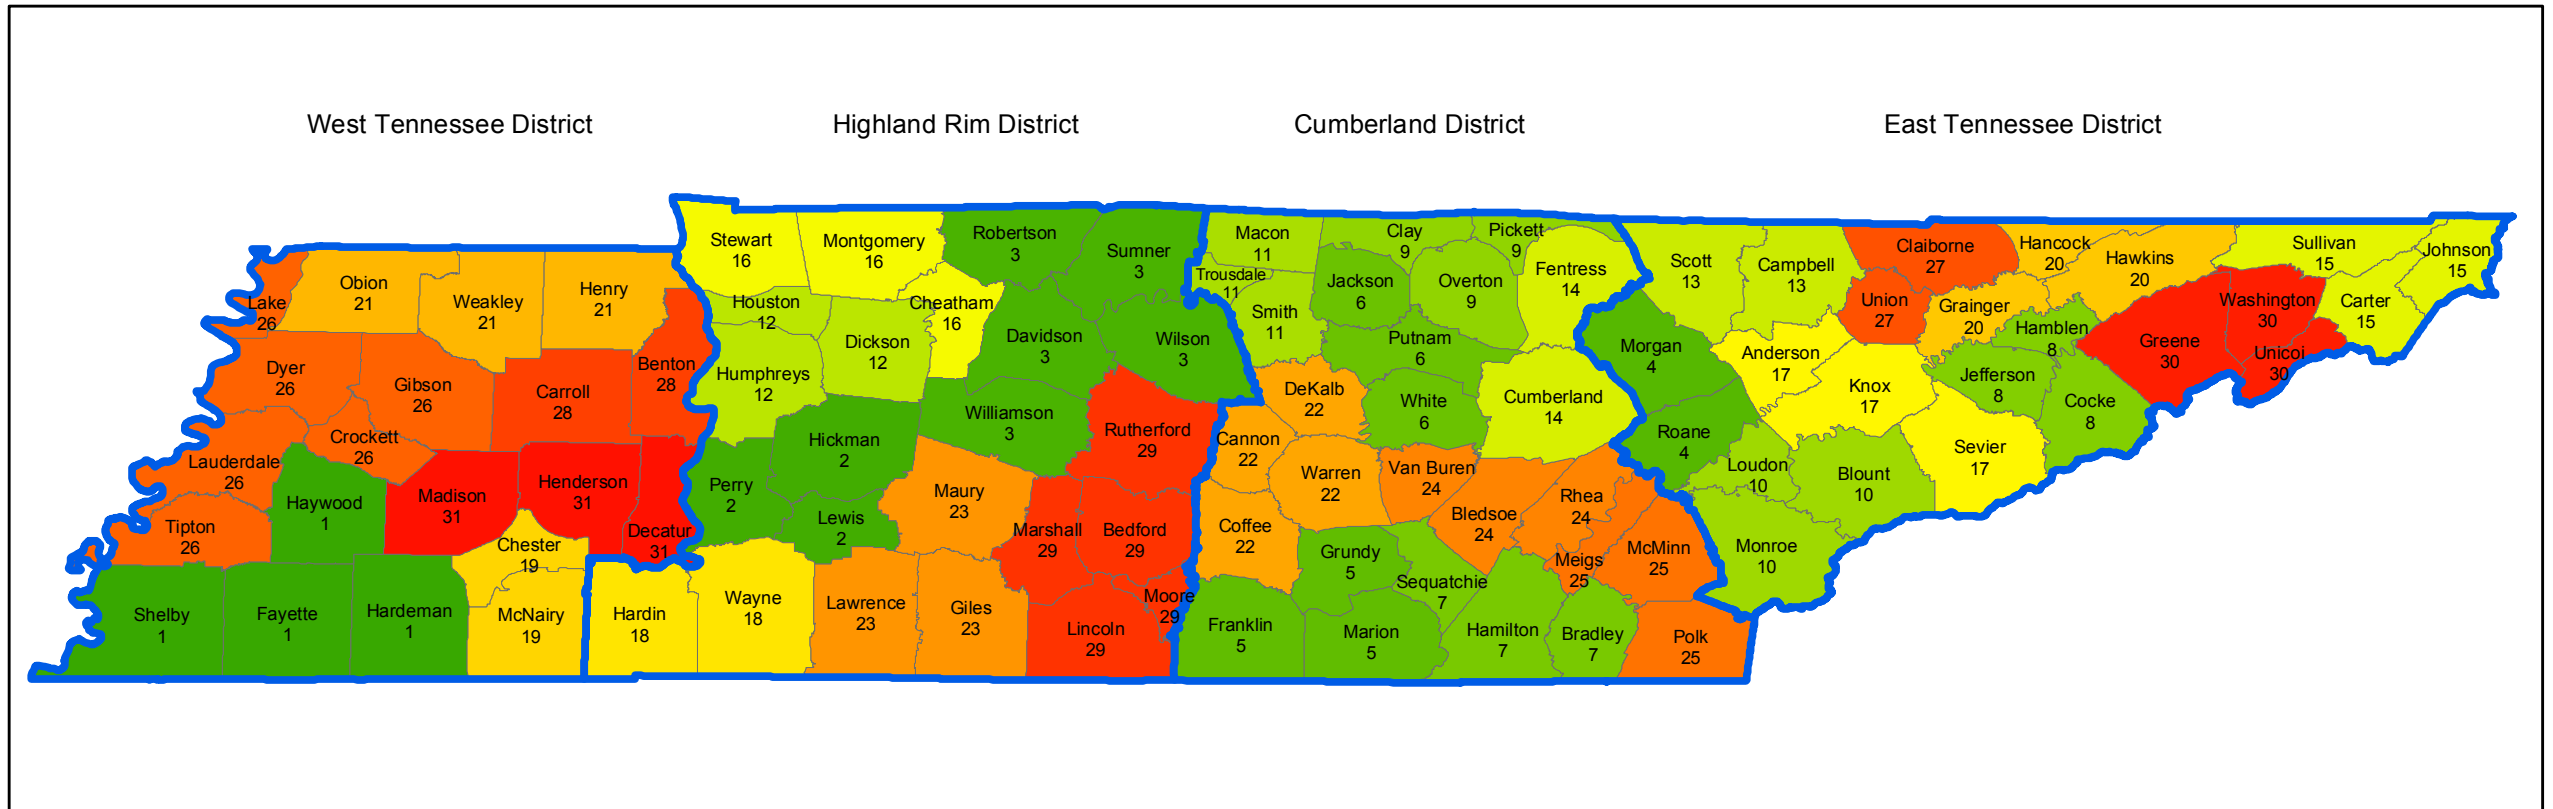 West Tennessee District
Highland Rim District
Cumberland District
East Tennessee District
Lake
26
Obion
21
Weakley
21
Henry
21
Dyer
26
Gibson
26
Carroll
28
Benton
28
Crockett
26
Lauderdale
26
Haywood
1
Madison
31
Henderson
31
Decatur
31
Tipton
26
Chester
19
Shelby
1
Fayette
1
Hardeman
1
McNairy
19
Stewart
16
Montgomery
16
Robertson
3
Sumner
3
Houston
12
Cheatham
16
Dickson
12
Davidson
3
Wilson
3
Humphreys
12
Williamson
3
Rutherford
29
Hickman
2
Perry
2
Lewis
2
Maury
23
Marshall
29
Bedford
29
Moore
29
Hardin
18
Wayne
18
Lawrence
23
Giles
23
Lincoln
29
Macon
11
Clay
9
Pickett
9
Trousdale
11
Jackson
6
Overton
9
Fentress
14
Smith
11
Putnam
6
DeKalb
22
White
6
Cumberland
14
Cannon
22
Warren
22
Van Buren
24
Bledsoe
24
Rhea
24
Coffee
22
Grundy
5
Sequatchie
7
Meigs
25
McMinn
25
Franklin
5
Marion
5
Hamilton
7
Bradley
7
Polk
25
Scott
13
Campbell
13
Claiborne
27
Hancock
20
Hawkins
20
Sullivan
15
Johnson
15
Union
27
Grainger
20
Hamblen
8
Washington
30
Carter
15
Morgan
4
Anderson
17
Knox
17
Jefferson
8
Greene
30
Unicoi
30
Cocke
8
Roane
4
Loudon
10
Blount
10
Sevier
17
Monroe
10